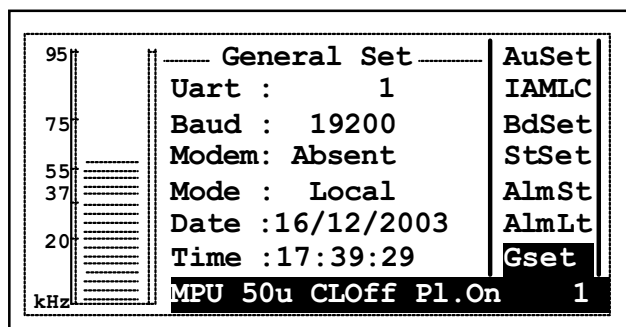 95
75
55
37
20
kHz
General Set
Uart : 1
Baud : 19200
Modem: Absent
Mode : Local
Date :16/12/2003
Time :17:39:29
AuSet
IAMLC
BdSet
StSet
AlmSt
AlmLt
Gset
MPU 50u CLOff Pl.On 1